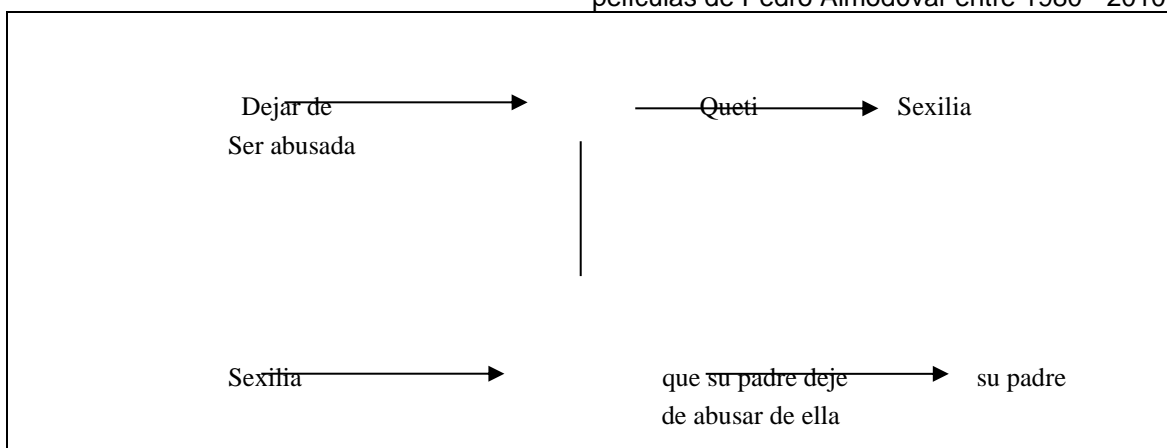 películas de Pedro Almodóvar entre 1980 - 2010
Dejar de Queti Sexilia
Ser abusada
Sexilia que su padre deje su padre
de abusar de ella